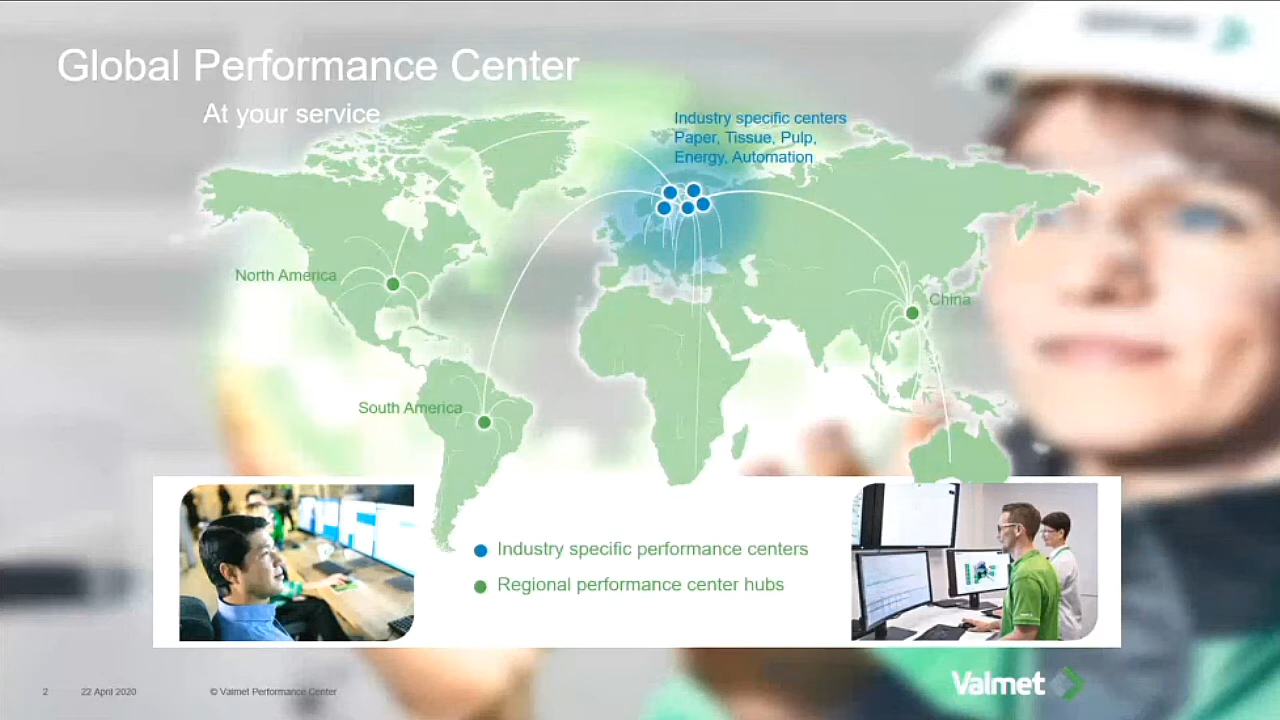 Valmet
Global Performance Center
At your service
Industry specific centers
Paper, Tissue, Pulp,
Energy, Automation
North America
China
South America
Industry specific performance centers
Regional performance center hubs
2
22 April 2020
© Valmet Performance Center
Valmet